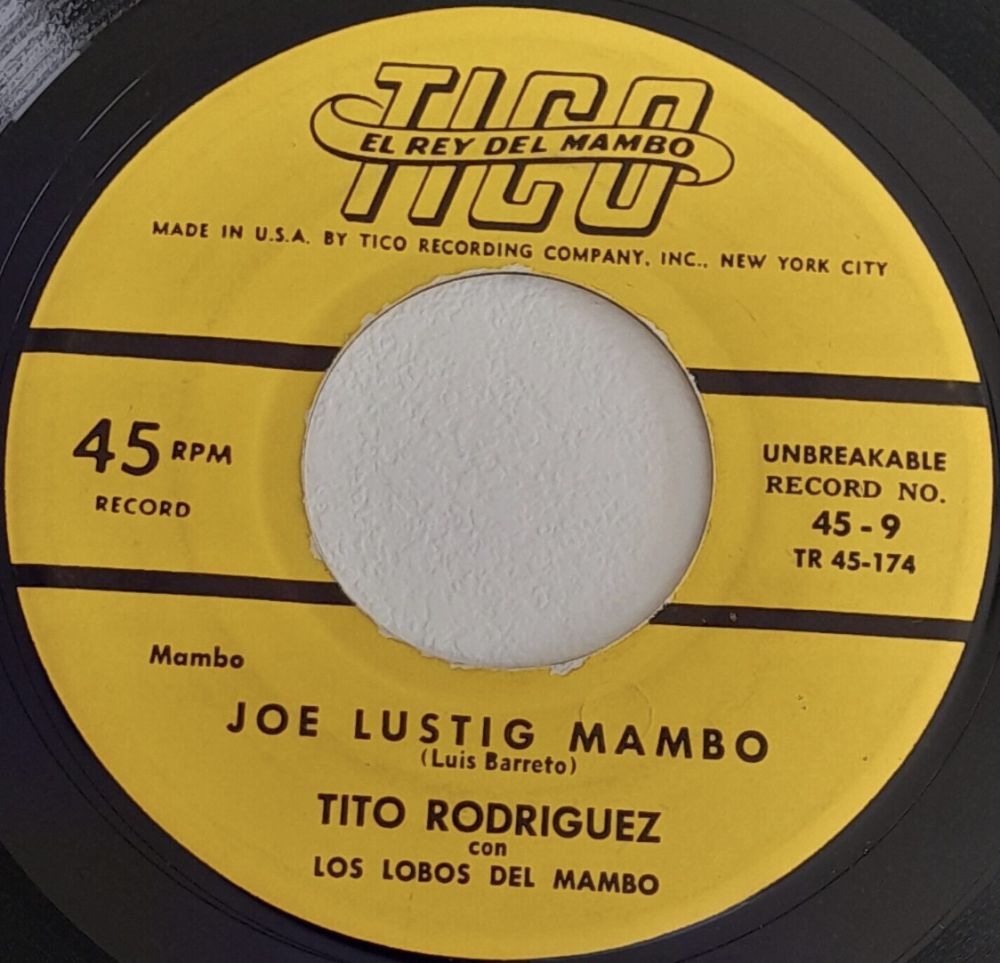 TICO
EL REY DEL MAMBO
MADE IN U.S.A. BY TICO RECORDING COMPANY, INC., NEW YORK CITY
45 RPM
RECORD
UNBREAKABLE
RECORD NO.
45-9
TR 45-174
Mambo
JOE LUSTIG MAMBO
(Luis Barreto)
TITO RODRIGUEZ
con
LOS LOBOS DEL MAMBO